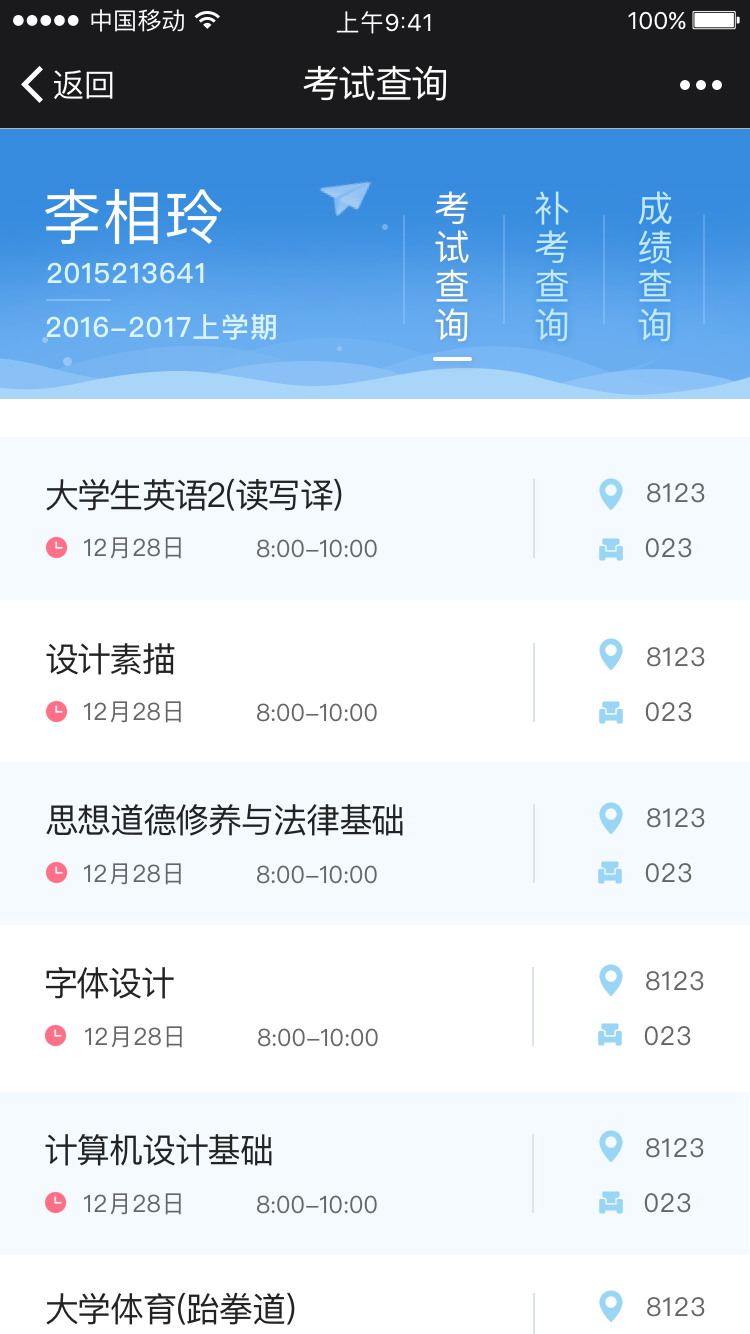 中国移动 上午9:41 100%
返回 考试查询
李相玲
2015213641
2016-2017上学期
考试查询
补考查询
成绩查询
大学生英语2(读写译) 8123
12月28日 8:00-10:00 023
设计素描 8123
12月28日 8:00-10:00 023
思想道德修养与法律基础 8123
12月28日 8:00-10:00 023
字体设计 8123
12月28日 8:00-10:00 023
计算机设计基础 8123
12月28日 8:00-10:00 023
大学体育(跆拳道) 8123